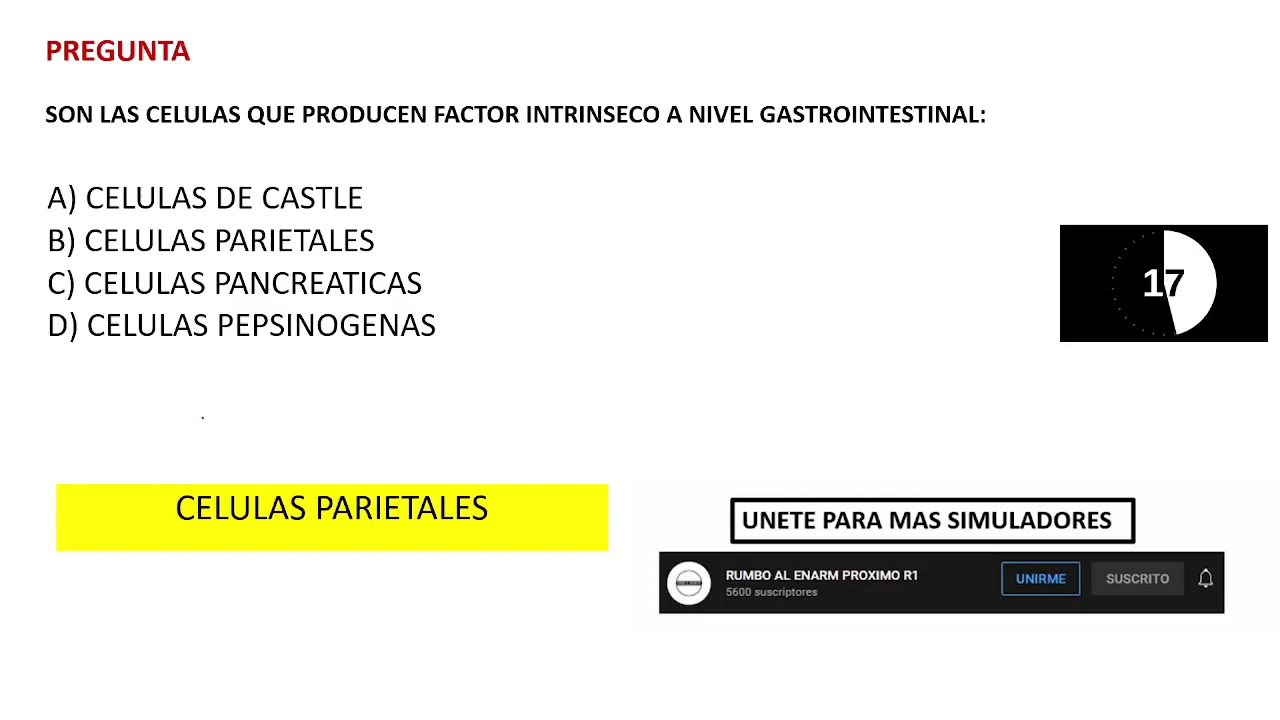 PREGUNTA
SON LAS CELULAS QUE PRODUCEN FACTOR INTRINSECO A NIVEL GASTROINTESTINAL:
A) CELULAS DE CASTLE
B) CELULAS PARIETALES
C) CELULAS PANCREATICAS
D) CELULAS PEPSINOGENAS
17
CELULAS PARIETALES
UNETE PARA MAS SIMULADORES
RUMBO AL ENARM PROXIMO R1
5600 suscriptores
UNIRME
SUSCRITO